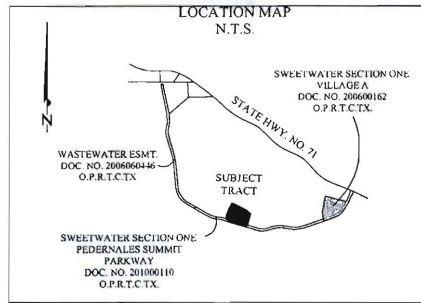 LOCATION MAP
N.T.S.
N
SWEETWATER SECTION ONE
VILLAGE A
DOC. NO. 200600162
O.P.R.T.C.TX.
STATE HWY. NO. 71
WASTEWATER ESMT.
DOC. NO. 2006060446
O.P.R.T.C.TX
SUBJECT
TRACT
SWEETWATER SECTION ONE
PEDERNALES SUMMIT
PARKWAY
DOC. NO. 201000110
O.P.R.T.C.TX.